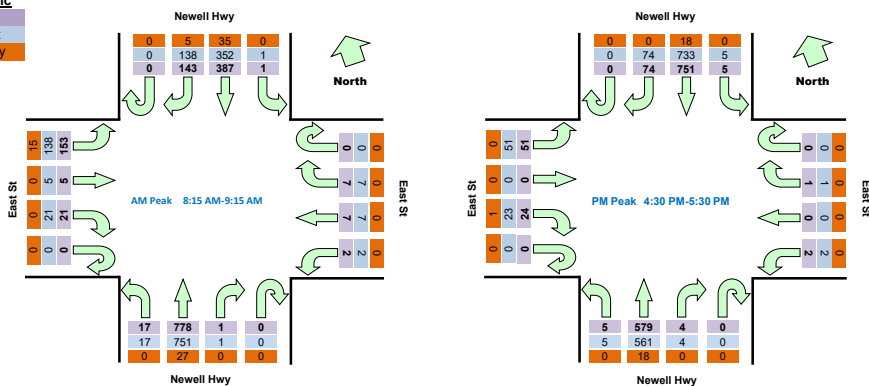 Newell Hwy
0 5 35 0
0 138 352 1
0 143 387 1
North
15 138 153
0 5 5
0 21 21
0 0 0
East St
AM Peak 8:15 AM-9:15 AM
0 0 0
7 7 0
7 7 0
2 2 0
East St
17 778 1 0
17 751 1 0
0 27 0 0
Newell Hwy
Newell Hwy
0 0 18 0
0 74 733 5
0 74 751 5
North
0 51 51
0 0 0
1 23 24
0 0 0
East St
PM Peak 4:30 PM-5:30 PM
0 0 0
1 1 0
0 0 0
2 2 0
East St
5 579 4 0
5 561 4 0
0 18 0 0
Newell Hwy